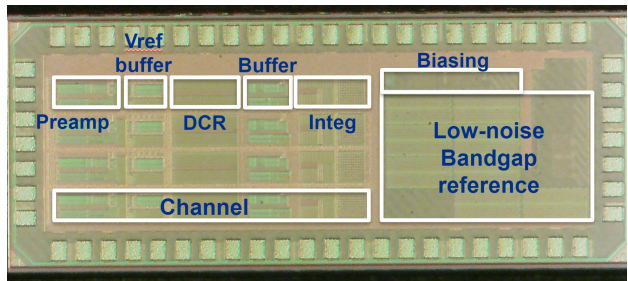 Vref
buffer
Buffer
Biasing
Preamp
DCR
Integ
Low-noise
Bandgap
reference
Channel